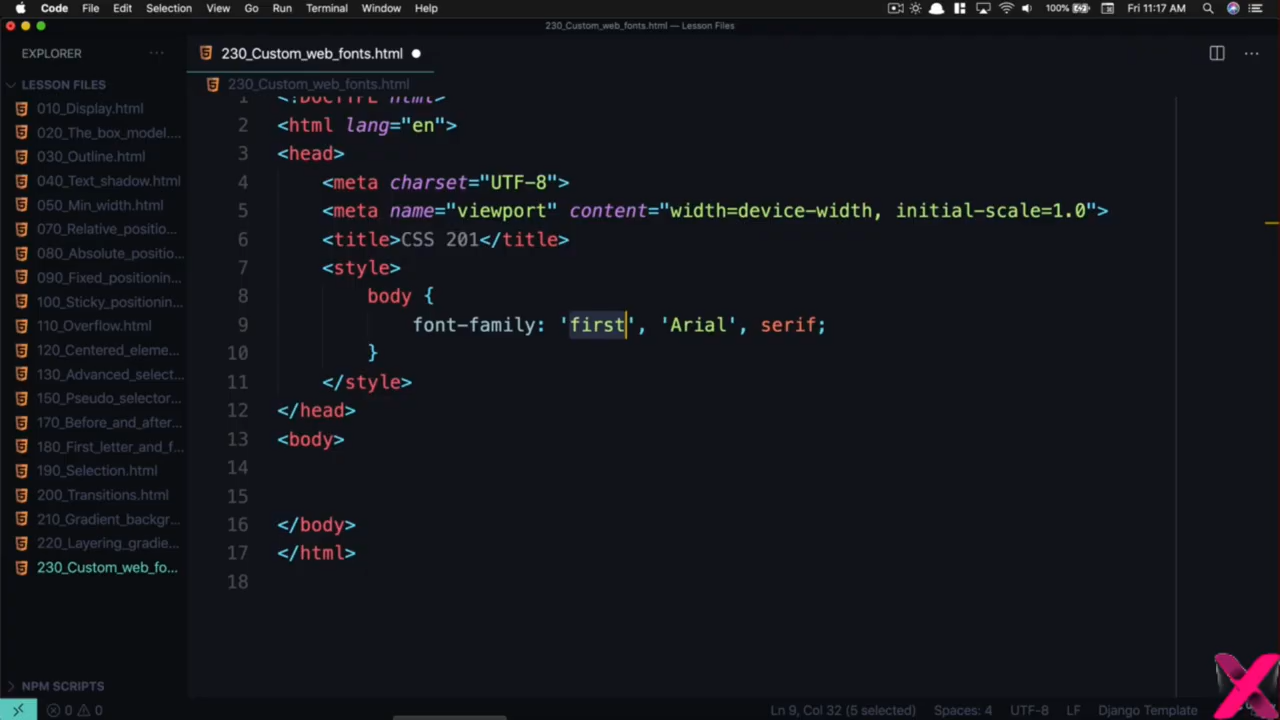 Code File Edit Selection View Go Run Terminal Window Help 100% Fri 11:17 AM
230_Custom_web_fonts.html — Lesson Files
EXPLORER ···
230_Custom_web_fonts.html
LESSON FILES
230_Custom_web_fonts.html
010_Display.html
020_The_box_model....
030_Outline.html
040_Text_shadow.html
050_Min_width.html
070_Relative_positio...
080_Absolute_positio...
090_Fixed_positionin...
100_Sticky_positionin...
110_Overflow.html
120_Centered_eleme...
130_Advanced_select...
150_Pseudo_selector...
170_Before_and_after...
180_First_letter_and_f...
190_Selection.html
200_Transitions.html
210_Gradient_backgr...
220_Layering_gradie...
230_Custom_web_fo...
NPM SCRIPTS
1 <!DOCTYPE html>
2 <html lang="en">
3 <head>
4 <meta charset="UTF-8">
5 <meta name="viewport" content="width=device-width, initial-scale=1.0">
6 <title>CSS 201</title>
7 <style>
8 body {
9 font-family: 'first', 'Arial', serif;
10 }
11 </style>
12 </head>
13 <body>
14
15
16 </body>
17 </html>
18
0 0 Ln 9, Col 32 (5 selected) Spaces: 4 UTF-8 LF Django Template